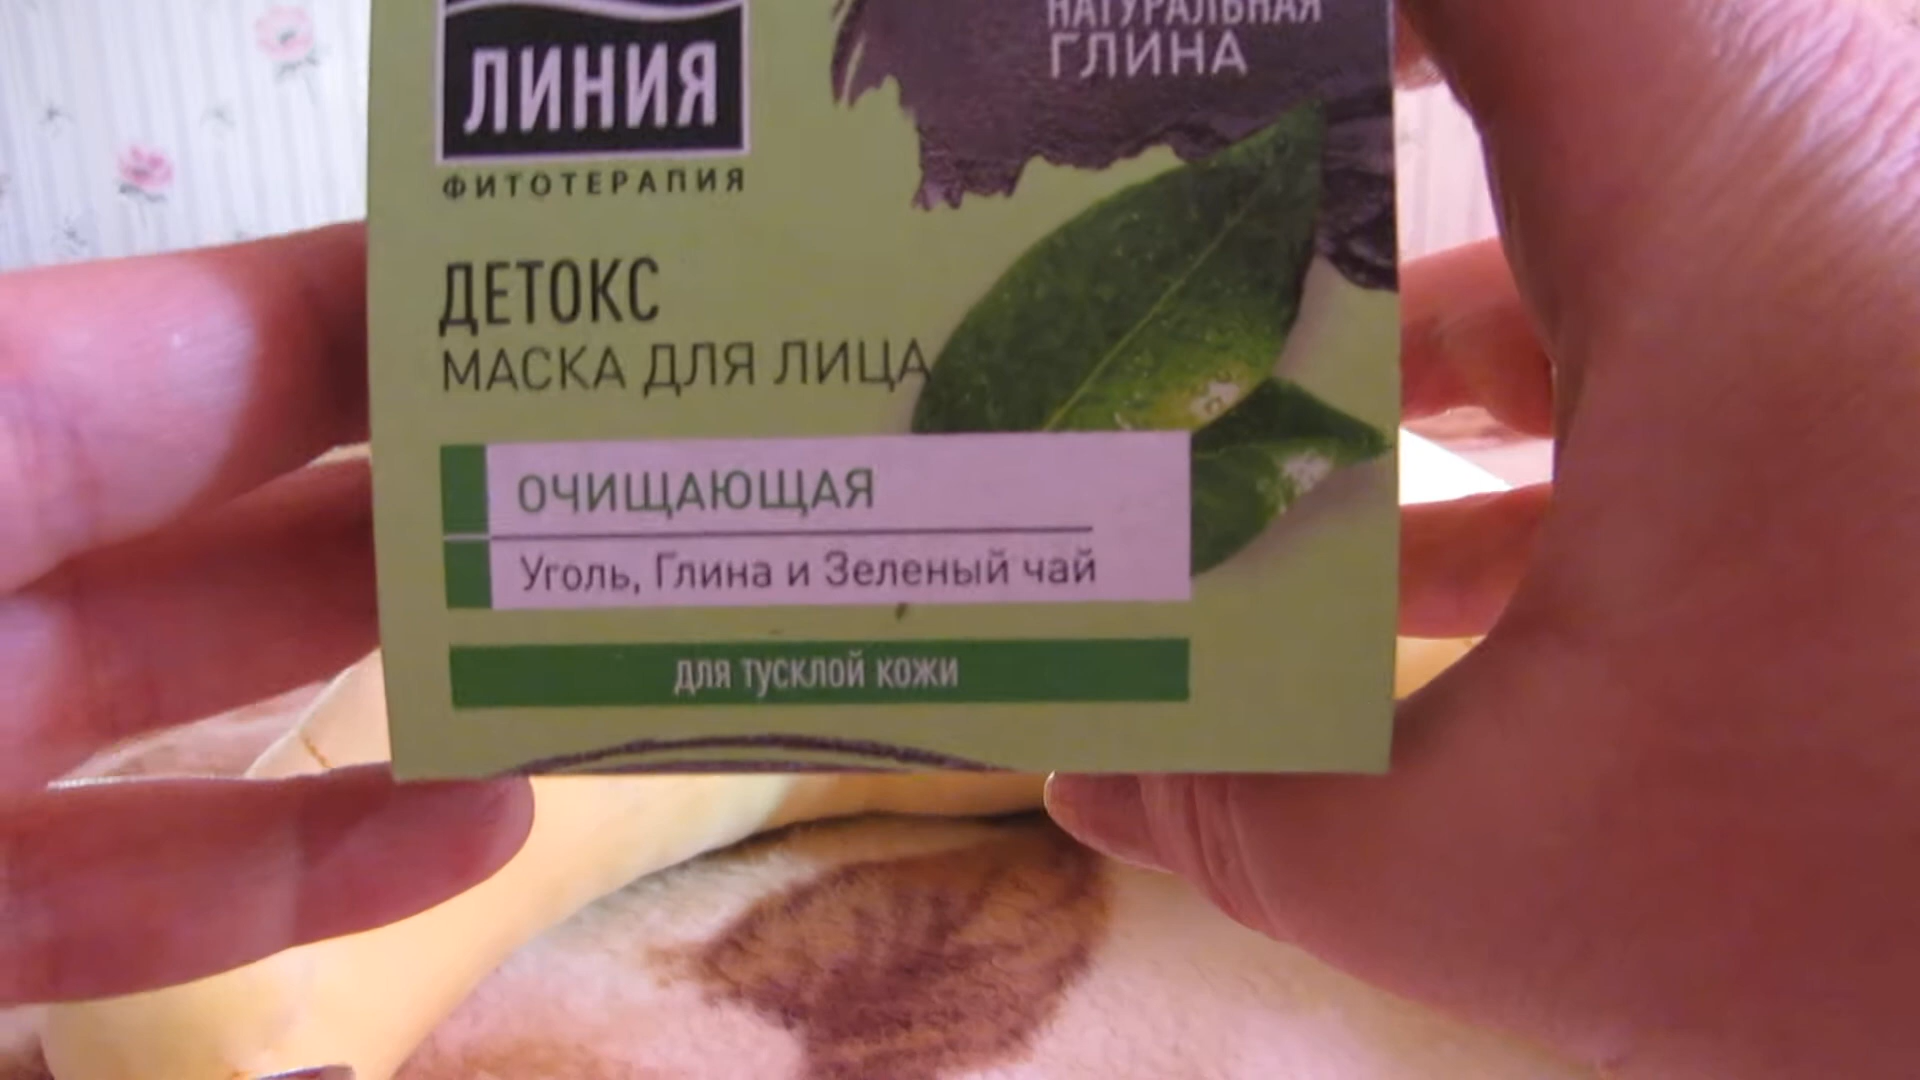 ЛИНИЯ
ФИТОТЕРАПИЯ
НАТУРАЛЬНАЯ
ГЛИНА
ДЕТОКС
МАСКА ДЛЯ ЛИЦА
ОЧИЩАЮЩАЯ
Уголь, Глина и Зеленый чай
для тусклой кожи